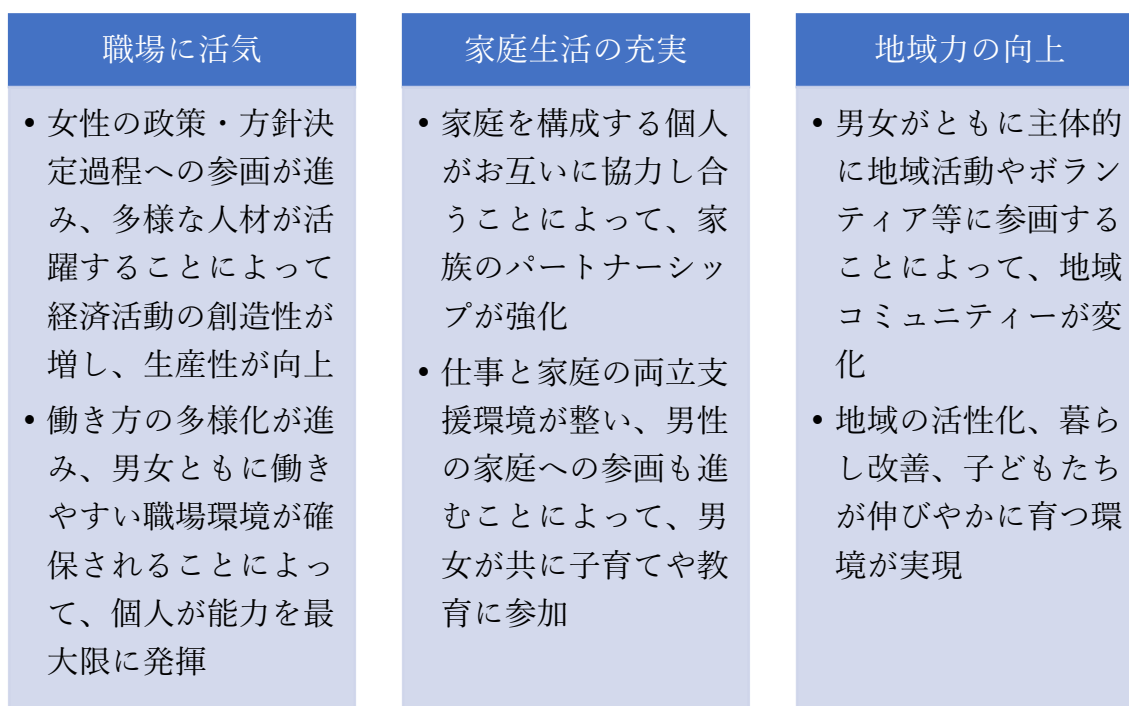 職場に活気
• 女性の政策・方針決
定過程への参画が進
み、多様な人材が活
躍することによって
経済活動の創造性が
増し、生産性が向上
• 働き方の多様化が進
み、男女ともに働き
やすい職場環境が確
保されることによっ
て、個人が能力を最
大限に発揮
家庭生活の充実
• 家庭を構成する個人
がお互いに協力し合
うことによって、家
族のパートナーシッ
プが強化
• 仕事と家庭の両立支
援環境が整い、男性
の家庭への参画も進
むことによって、男
女が共に子育てや教
育に参加
地域力の向上
• 男女がともに主体的
に地域活動やボラン
ティア等に参画する
ことによって、地域
コミュニティーが変
化
• 地域の活性化、暮ら
し改善、子どもたち
が伸びやかに育つ環
境が実現